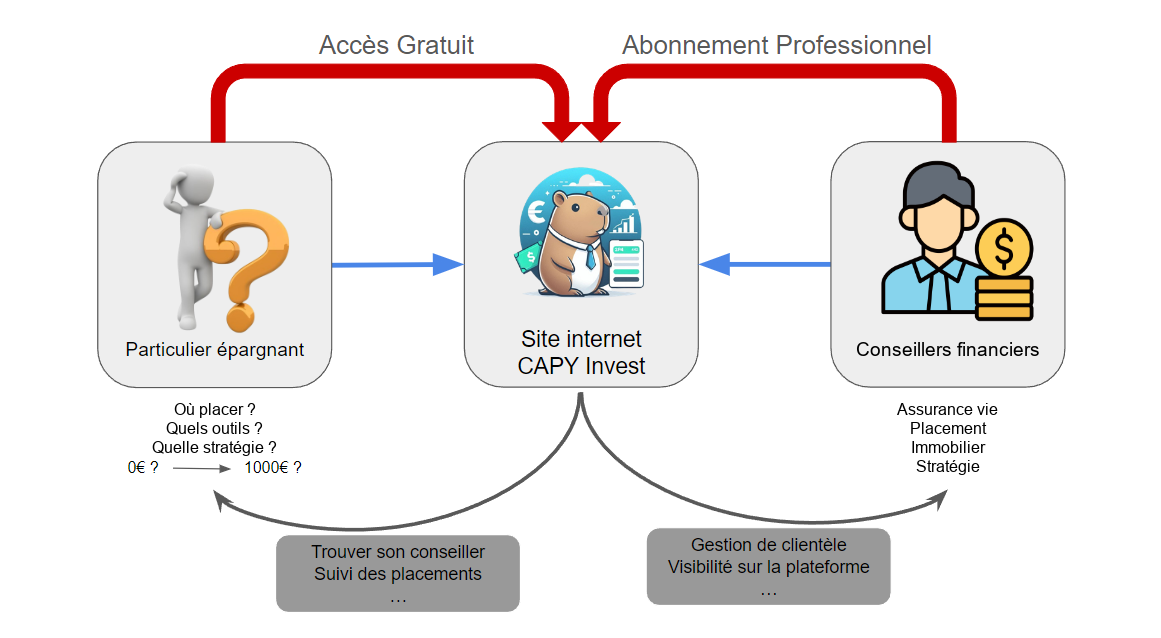 Accès Gratuit
Abonnement Professionnel
Particulier épargnant
Site internet
CAPY Invest
Conseillers financiers
Où placer ?
Quels outils ?
Quelle stratégie ?
0€ ? 1000€ ?
Assurance vie
Placement
Immobilier
Stratégie
Trouver son conseiller
Suivi des placements
...
Gestion de clientèle
Visibilité sur la plateforme
...